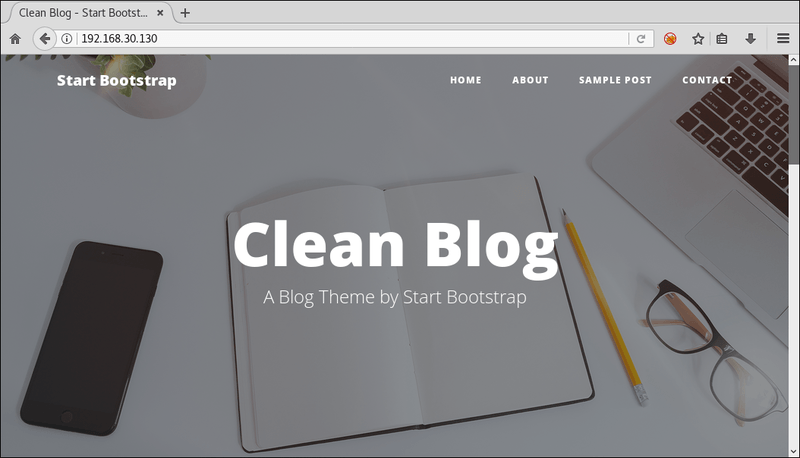 Clean Blog - Start Bootst...
192.168.30.130
Start Bootstrap
HOME ABOUT SAMPLE POST CONTACT
Clean Blog
A Blog Theme by Start Bootstrap